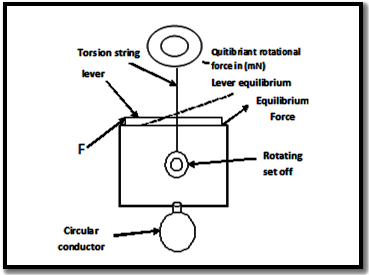 Torsion string
Quitibriant rotational
force in (mN)
lever
Lever equilibrium
Equilibrium
Force
F
Rotating
set off
Circular
conductor